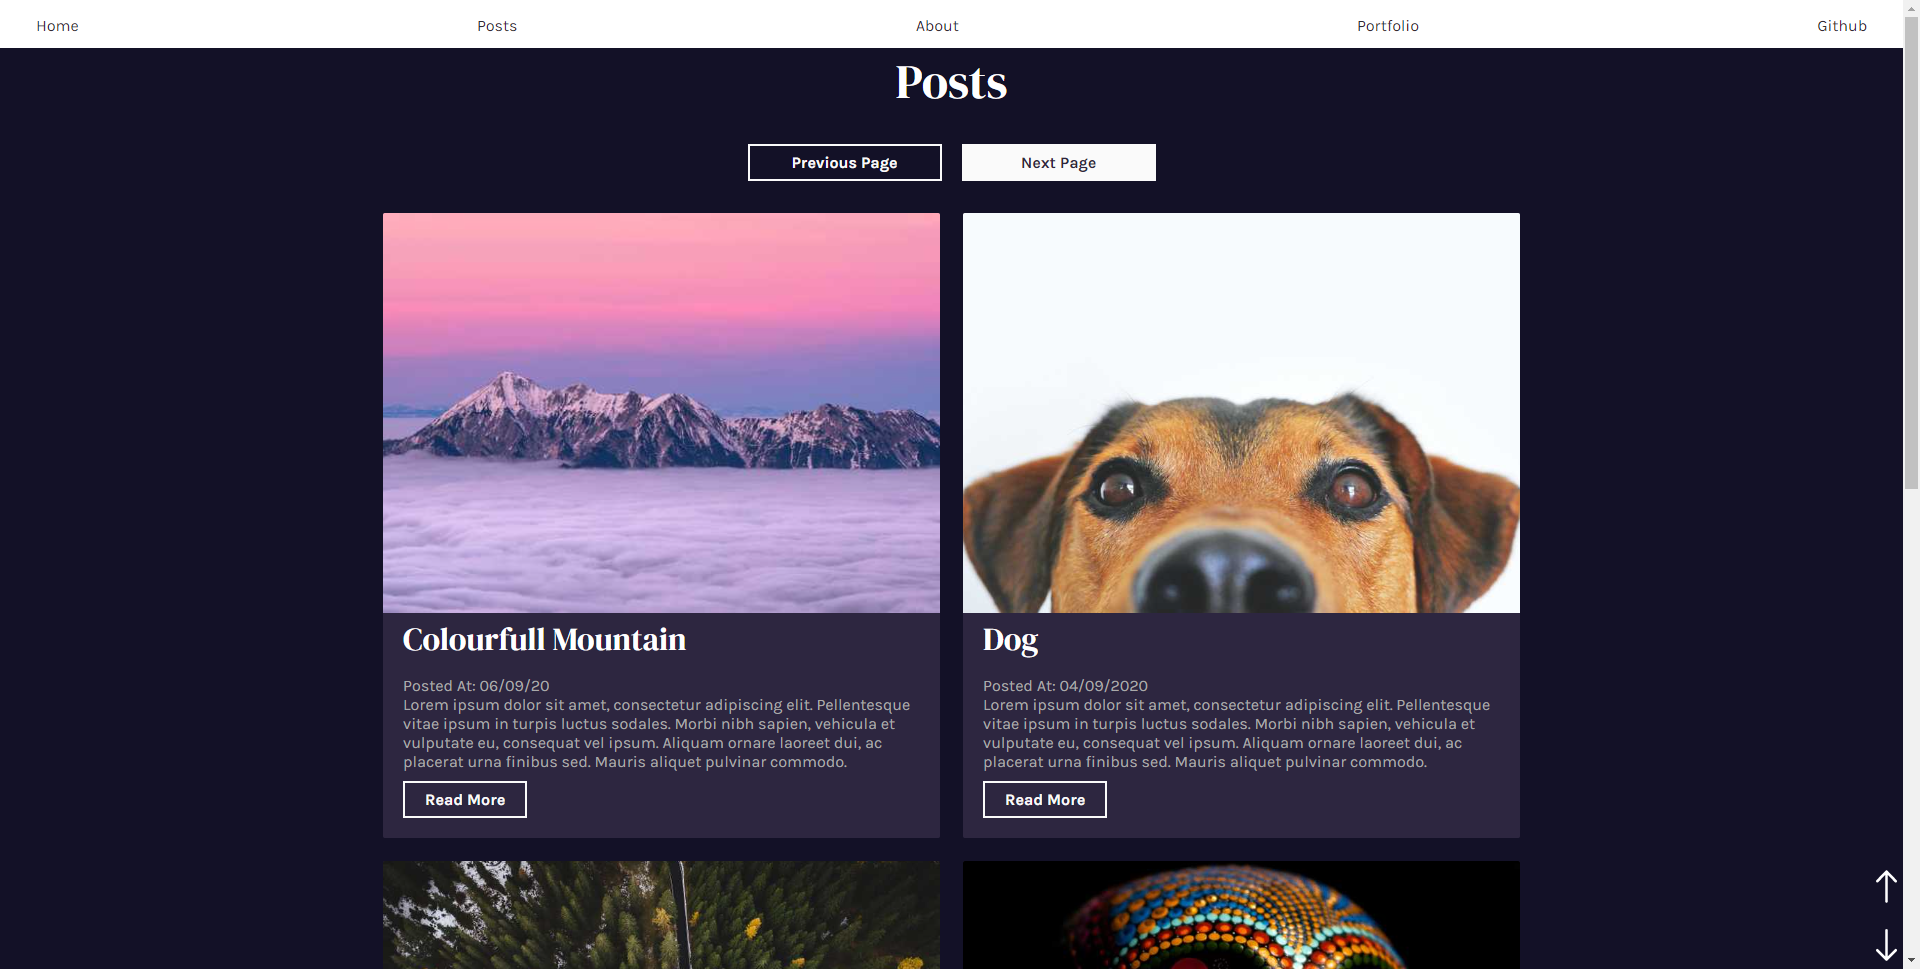 Home Posts About Portfolio Github
Posts
Previous Page Next Page
Colourfull Mountain
Posted At: 06/09/20
Lorem ipsum dolor sit amet, consectetur adipiscing elit. Pellentesque
vitae ipsum in turpis luctus sodales. Morbi nibh sapien, vehicula et
vulputate eu, consequat vel ipsum. Aliquam ornare laoreet dui, ac
placerat urna finibus sed. Mauris aliquet pulvinar commodo.
Read More
Dog
Posted At: 04/09/2020
Lorem ipsum dolor sit amet, consectetur adipiscing elit. Pellentesque
vitae ipsum in turpis luctus sodales. Morbi nibh sapien, vehicula et
vulputate eu, consequat vel ipsum. Aliquam ornare laoreet dui, ac
placerat urna finibus sed. Mauris aliquet pulvinar commodo.
Read More